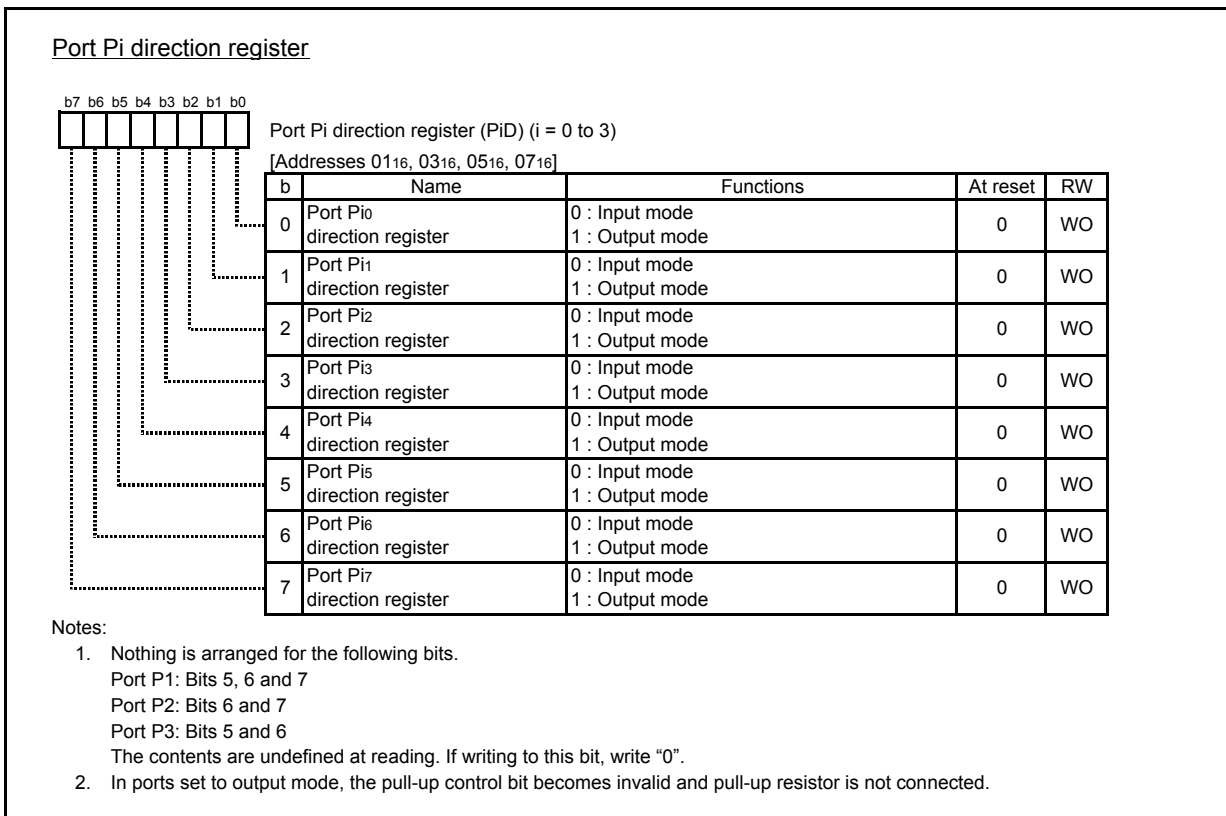 Port Pi direction register
b7 b6 b5 b4 b3 b2 b1 b0
Port Pi direction register (PiD) (i = 0 to 3)
[Addresses 0116, 0316, 0516, 0716]
b Name Functions At reset RW
0 Port Pi0 direction register 0 : Input mode 0 WO
1 : Output mode
1 Port Pi1 direction register 0 : Input mode 0 WO
1 : Output mode
2 Port Pi2 direction register 0 : Input mode 0 WO
1 : Output mode
3 Port Pi3 direction register 0 : Input mode 0 WO
1 : Output mode
4 Port Pi4 direction register 0 : Input mode 0 WO
1 : Output mode
5 Port Pi5 direction register 0 : Input mode 0 WO
1 : Output mode
6 Port Pi6 direction register 0 : Input mode 0 WO
1 : Output mode
7 Port Pi7 direction register 0 : Input mode 0 WO
1 : Output mode
Notes:
1. Nothing is arranged for the following bits.
Port P1: Bits 5, 6 and 7
Port P2: Bits 6 and 7
Port P3: Bits 5 and 6
The contents are undefined at reading. If writing to this bit, write “0”.
2. In ports set to output mode, the pull-up control bit becomes invalid and pull-up resistor is not connected.